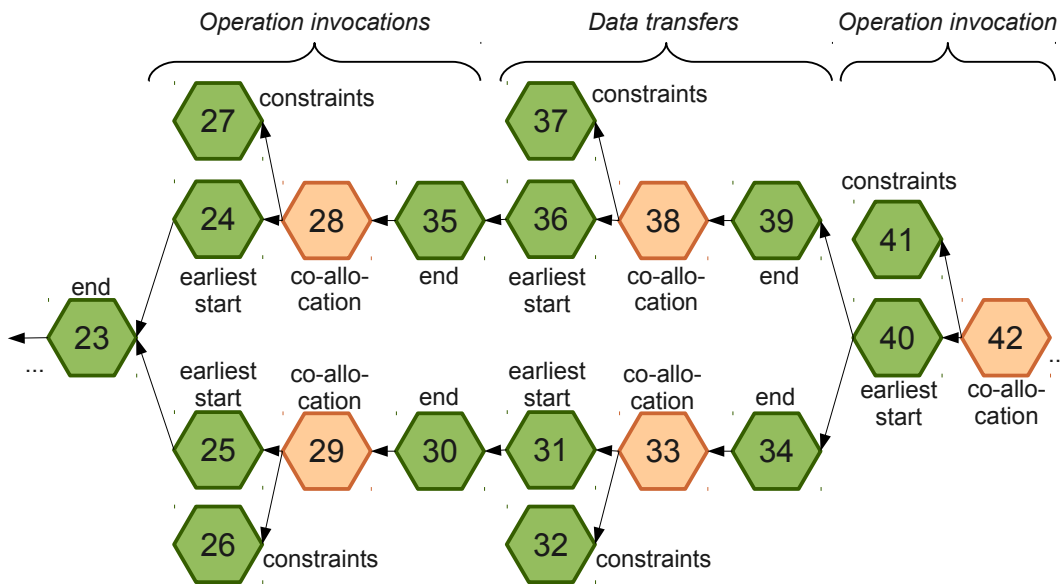 Operation invocations
Data transfers
Operation invocation
27
constraints
37
constraints
24
28
35
36
38
39
constraints
41
earliest
start
co-allo-
cation
end
earliest
start
co-allo-
cation
end
end
23
...
40
42
...
earliest
start
co-allo-
cation
earliest
start
co-allo-
cation
end
earliest
start
co-allo-
cation
end
25
29
30
31
33
34
26
constraints
32
constraints